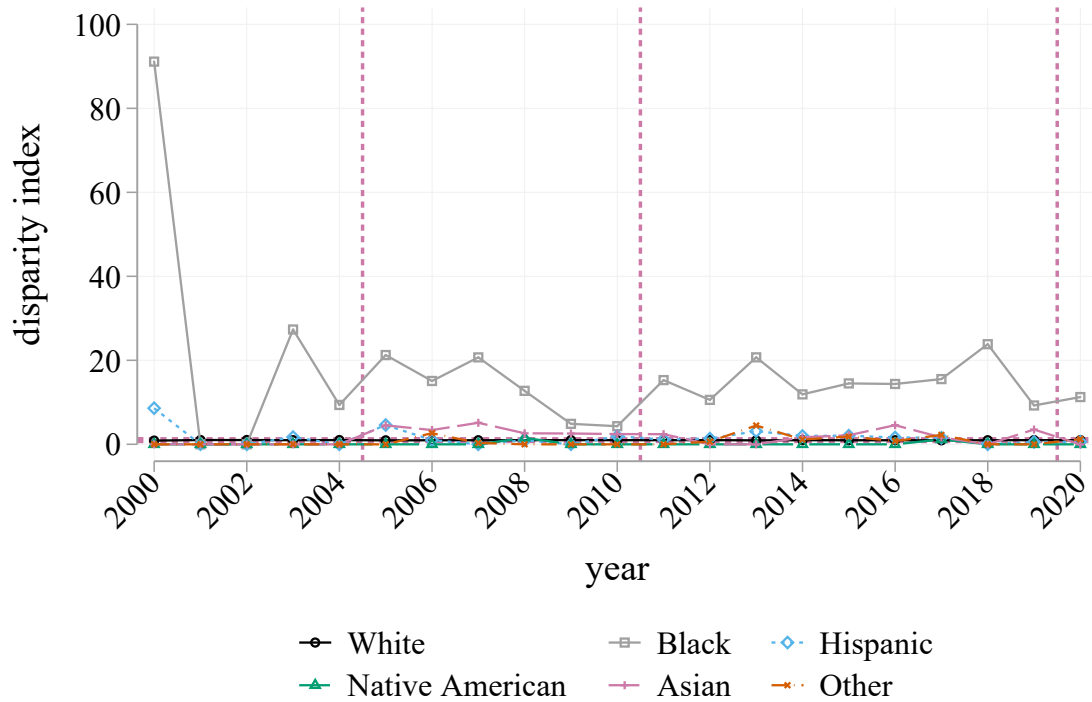 100
80
60
40
20
0
disparity index
2000 2002 2004 2006 2008 2010 2012 2014 2016 2018 2020
year
White Black Hispanic
Native American Asian Other